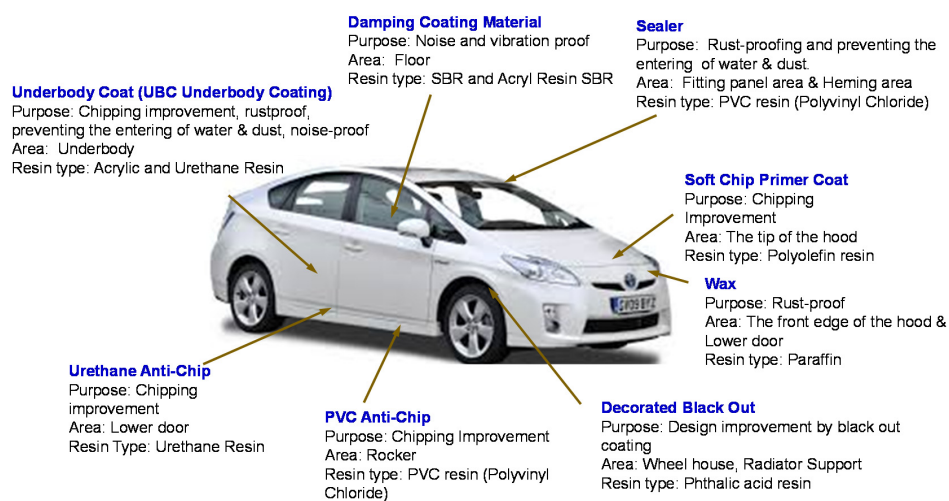 Damping Coating Material
Purpose: Noise and vibration proof
Area:  Floor
Resin type: SBR and Acryl Resin SBR
Sealer
Purpose:  Rust-proofing and preventing the
entering  of water & dust.
Area:  Fitting panel area & Heming area
Resin type: PVC resin (Polyvinyl Chloride)
Underbody Coat (UBC Underbody Coating)
Purpose: Chipping improvement, rustproof,
preventing the entering of water & dust, noise-proof
Area:  Underbody
Resin type: Acrylic and Urethane Resin
Soft Chip Primer Coat
Purpose: Chipping
Improvement
Area: The tip of the hood
Resin type: Polyolefin resin
Wax
Purpose: Rust-proof
Area: The front edge of the hood &
Lower door
Resin type: Paraffin
GV09 BYZ
Urethane Anti-Chip
Purpose: Chipping
improvement
Area: Lower door
Resin Type: Urethane Resin
PVC Anti-Chip
Purpose: Chipping Improvement
Area: Rocker
Resin type: PVC resin (Polyvinyl
Chloride)
Decorated Black Out
Purpose: Design improvement by black out
coating
Area: Wheel house, Radiator Support
Resin type: Phthalic acid resin